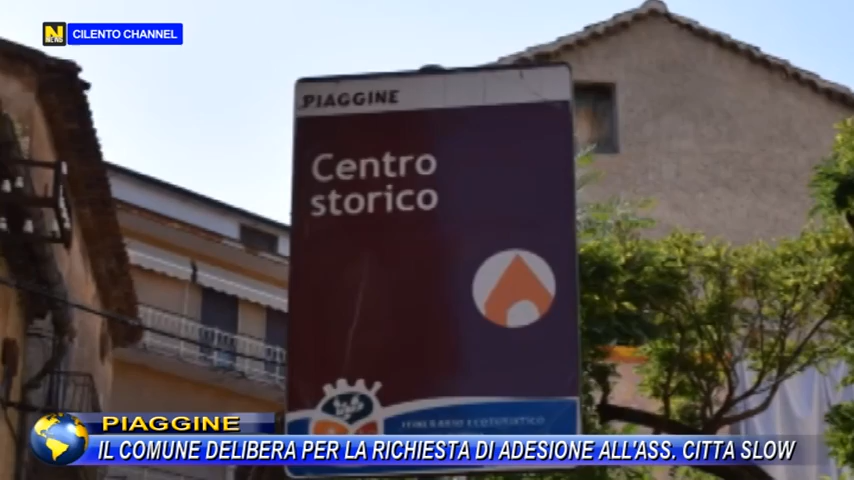 CILENTO CHANNEL
PIAGGINE
Centro
storico
PIAGGINE
IL COMUNE DELIBERA PER LA RICHIESTA DI ADESIONE ALL'ASS. CITTA SLOW